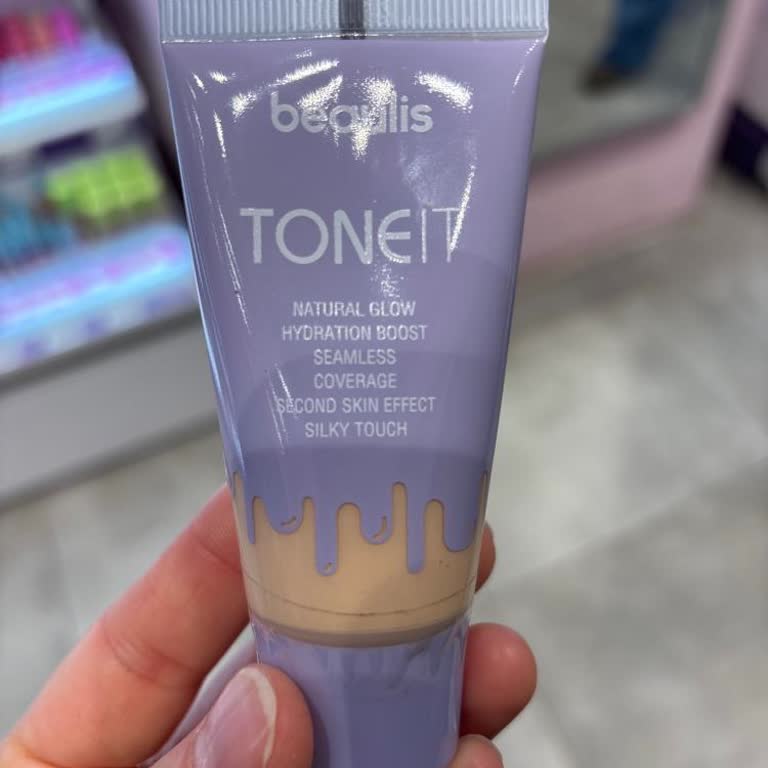 beaulis
TONEIT
NATURAL GLOW
HYDRATION BOOST
SEAMLESS
COVERAGE
SECOND SKIN EFFECT
SILKY TOUCH